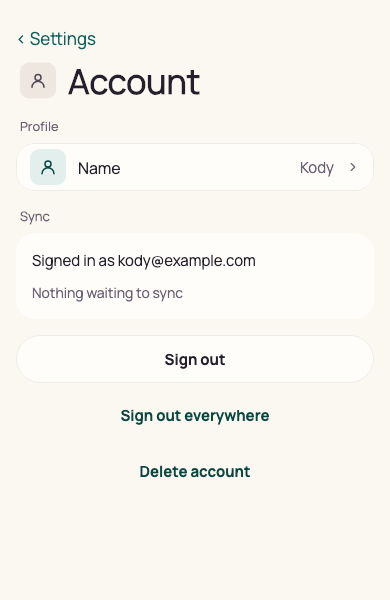 ‹ Settings
Account
Profile
Name Kody ›
Sync
Signed in as kody@example.com
Nothing waiting to sync
Sign out
Sign out everywhere
Delete account